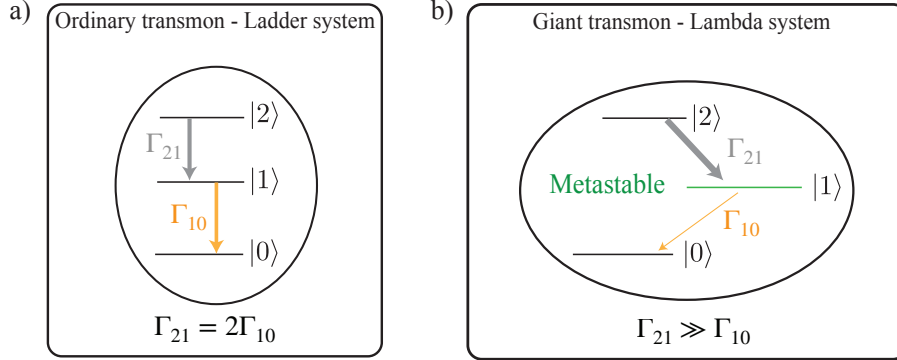 a)
Ordinary transmon - Ladder system
|2⟩
Γ21
|1⟩
Γ10
|0⟩
Γ21 = 2Γ10
b)
Giant transmon - Lambda system
|2⟩
Γ21
Metastable
|1⟩
Γ10
|0⟩
Γ21 ≫ Γ10